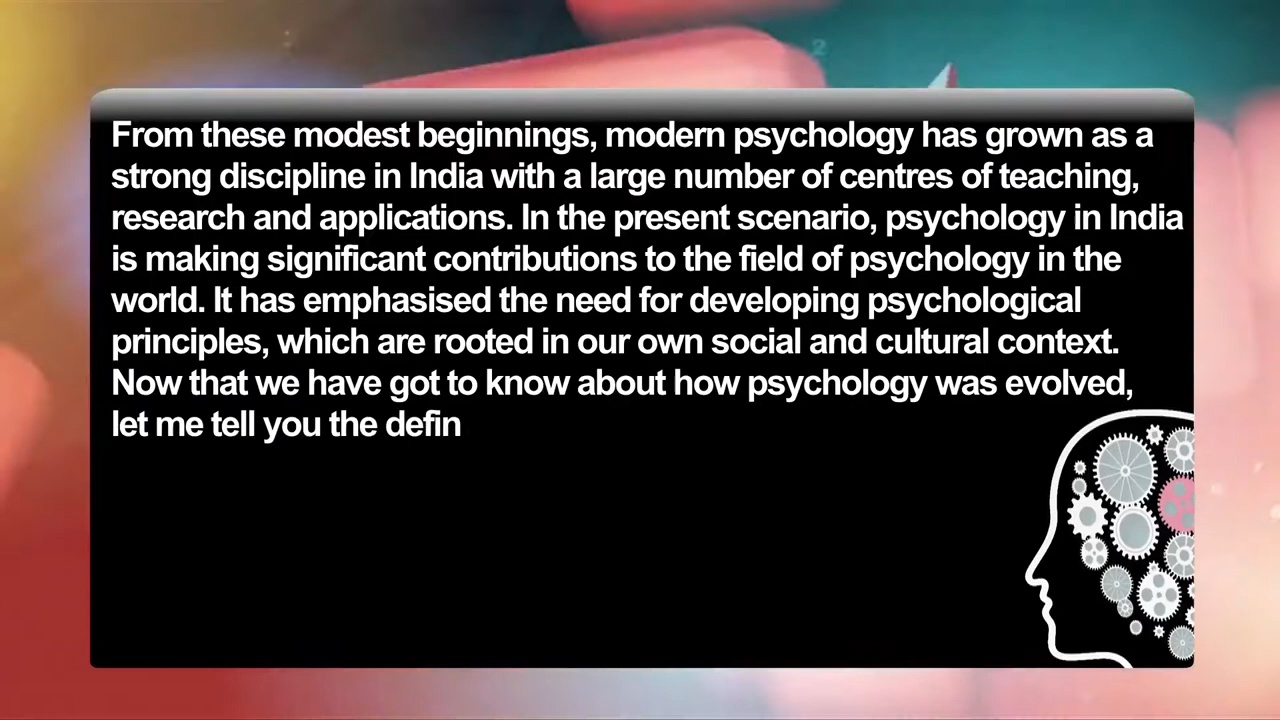 From these modest beginnings, modern psychology has grown as a
strong discipline in India with a large number of centres of teaching,
research and applications. In the present scenario, psychology in India
is making significant contributions to the field of psychology in the
world. It has emphasised the need for developing psychological
principles, which are rooted in our own social and cultural context.
Now that we have got to know about how psychology was evolved,
let me tell you the defin